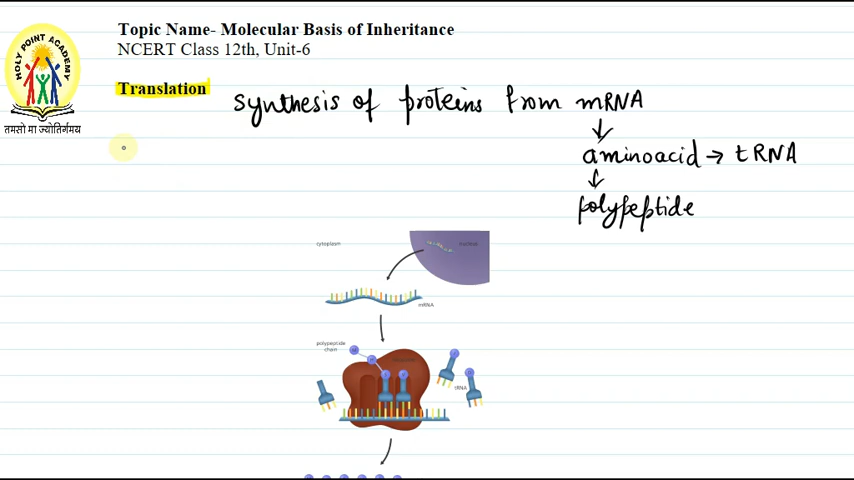 Topic Name- Molecular Basis of Inheritance
NCERT Class 12th, Unit-6
HOLY POINT ACADEMY
तमसो मा ज्योतिर्गमय
Translation
synthesis of proteins from mRNA
aminoacid → tRNA
polypeptide
cytoplasm
nucleus
mRNA
polypeptide
chain
tRNA